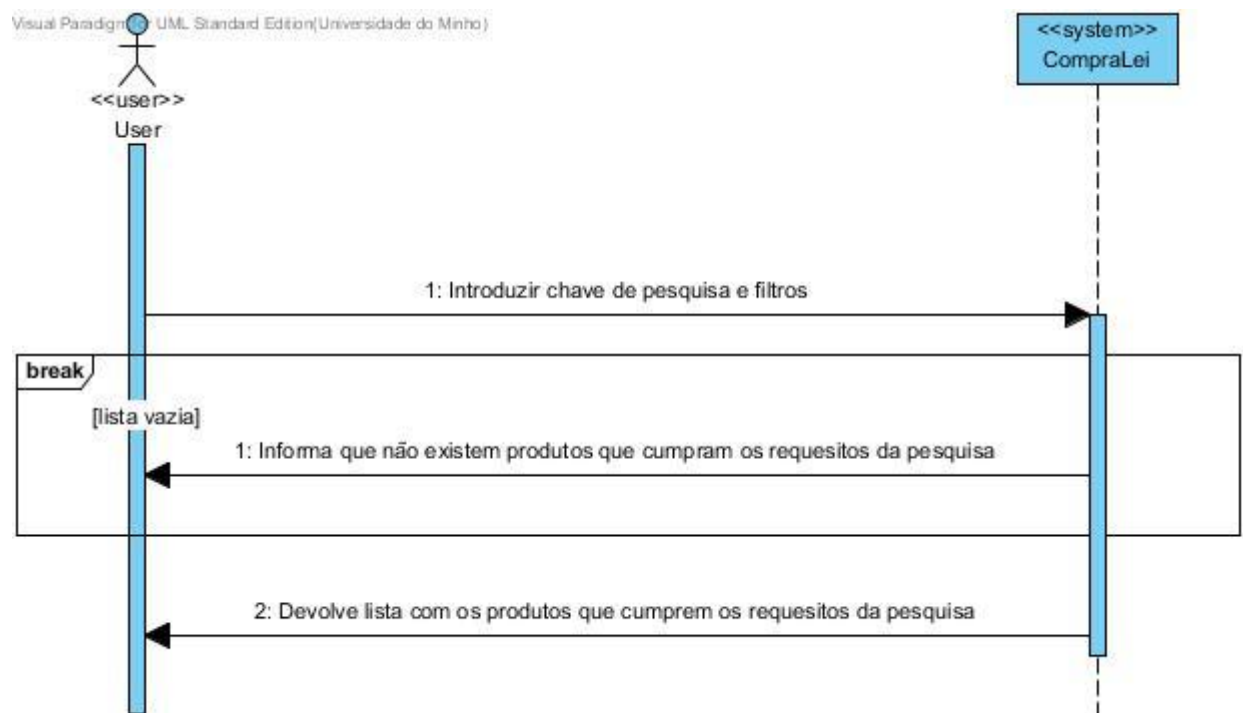 Visual Paradigm for UML Standard Edition(Universidade do Minho)
<<system>>
CompraLei
<<user>>
User
1: Introduzir chave de pesquisa e filtros
break
[lista vazia]
1: Informa que não existem produtos que cumpram os requesitos da pesquisa
2: Devolve lista com os produtos que cumprem os requesitos da pesquisa